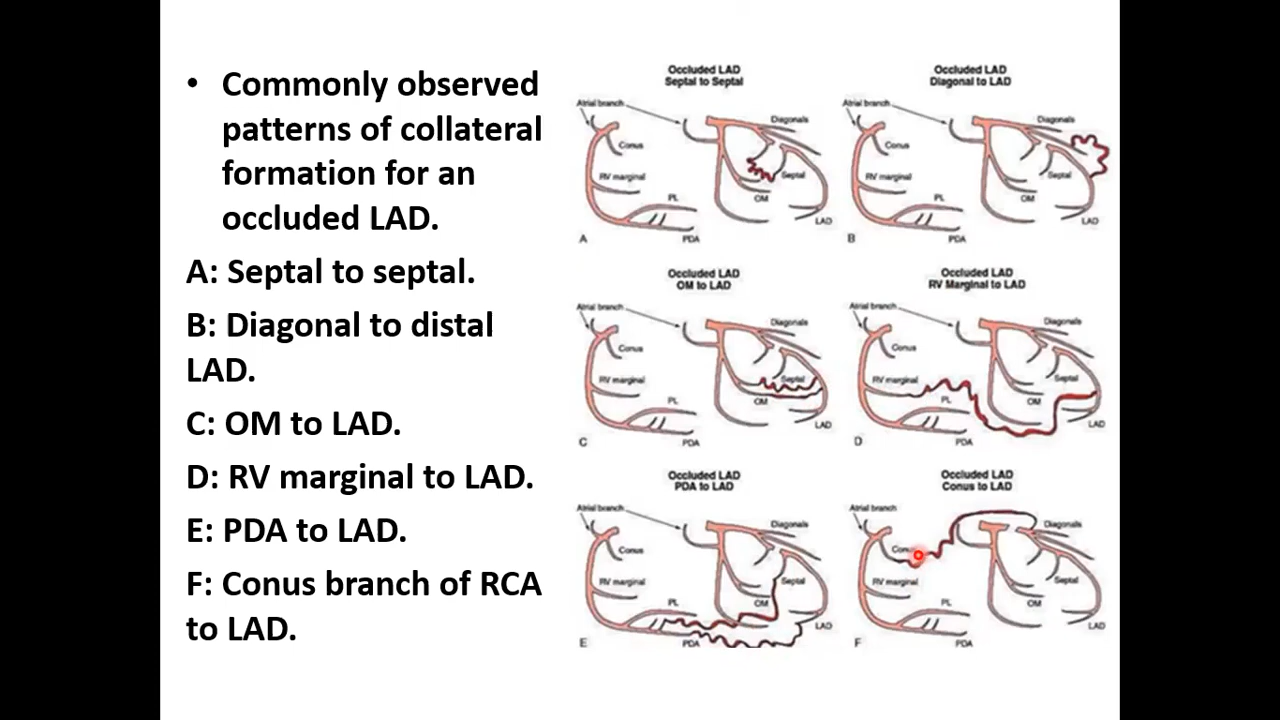 • Commonly observed
patterns of collateral
formation for an
occluded LAD.
A: Septal to septal.
B: Diagonal to distal
LAD.
C: OM to LAD.
D: RV marginal to LAD.
E: PDA to LAD.
F: Conus branch of RCA
to LAD.
Occluded LAD
Septal to Septal
Atrial branch
Diagonals
Conus
RV marginal
Septal
PL
OM
LAD
A
PDA
Occluded LAD
Diagonal to LAD
Atrial branch
Diagonals
Conus
RV marginal
Septal
PL
OM
LAD
B
PDA
Occluded LAD
OM to LAD
Atrial branch
Diagonals
Conus
RV marginal
Septal
PL
OM
LAD
C
PDA
Occluded LAD
RV Marginal to LAD
Atrial branch
Diagonals
Conus
RV marginal
Septal
PL
OM
LAD
D
PDA
Occluded LAD
PDA to LAD
Atrial branch
Diagonals
Conus
RV marginal
Septal
PL
OM
LAD
E
PDA
Occluded LAD
Conus to LAD
Atrial branch
Diagonals
RV marginal
Septal
PL
OM
LAD
F
PDA